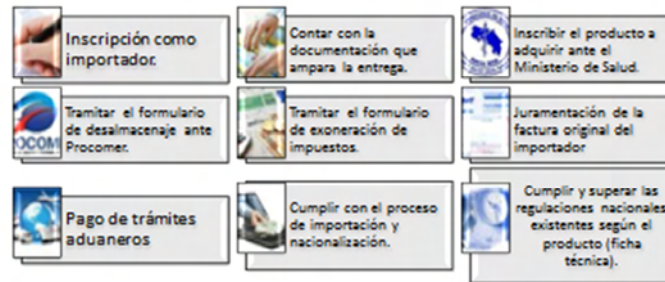 Inscripción como
importador.
Contar con la
documentación que
ampara la entrega.
Inscribir el producto a
adquirir ante el
Ministerio de Salud.
Tramitar el formulario
de desalmacenaje ante
Procomer.
Tramitar el formulario
de exoneración de
impuestos.
Juramentación de la
factura original del
importador
Pago de trámites
aduaneros
Cumplir con el proceso
de importación y
nacionalización.
Cumplir y superar las
regulaciones nacionales
existentes según el
producto (ficha
técnica).